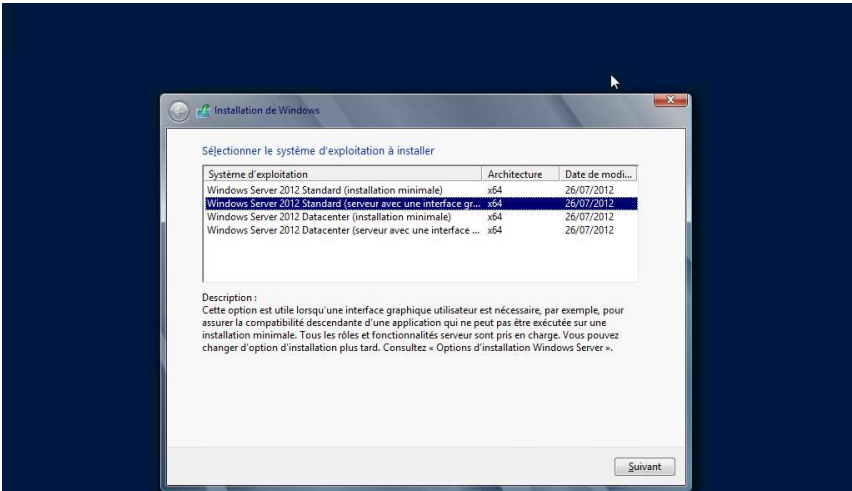 Installation de Windows
Sélectionner le système d'exploitation à installer
Système d'exploitation Architecture Date de modi...
Windows Server 2012 Standard (installation minimale) x64 26/07/2012
Windows Server 2012 Standard (serveur avec une interface gr... x64 26/07/2012
Windows Server 2012 Datacenter (installation minimale) x64 26/07/2012
Windows Server 2012 Datacenter (serveur avec une interface ... x64 26/07/2012
Description :
Cette option est utile lorsqu'une interface graphique utilisateur est nécessaire, par exemple, pour
assurer la compatibilité descendante d'une application qui ne peut pas être exécutée sur une
installation minimale. Tous les rôles et fonctionnalités serveur sont pris en charge. Vous pouvez
changer d'option d'installation plus tard. Consultez « Options d'installation Windows Server ».
Suivant